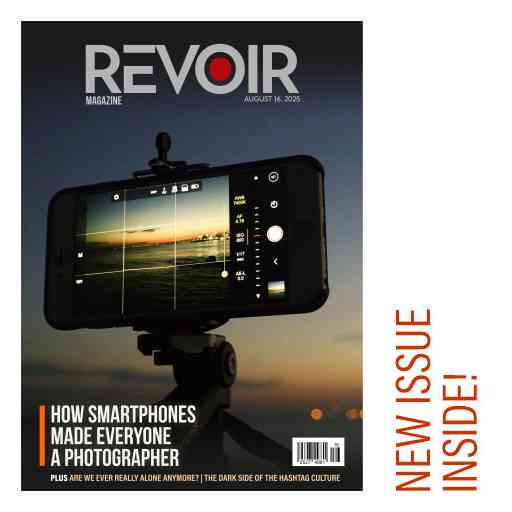 REVOIR
MAGAZINE
AUGUST 16, 2025
HOW SMARTPHONES
MADE EVERYONE
A PHOTOGRAPHER
PLUS ARE WE EVER REALLY ALONE ANYMORE? | THE DARK SIDE OF THE HASHTAG CULTURE
NEW ISSUE
INSIDE!